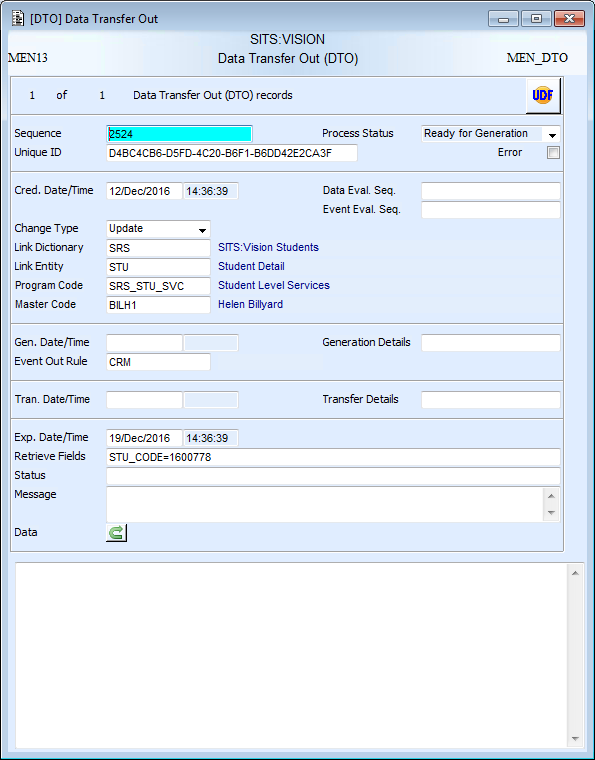 [DTO] Data Transfer Out
SITS:VISION
MEN13 Data Transfer Out (DTO) MEN_DTO
1 of 1 Data Transfer Out (DTO) records UDF
Sequence 2524 Process Status Ready for Generation
Unique ID D4BC4CB6-D5FD-4C20-B6F1-B6DD42E2CA3F Error
Cred. Date/Time 12/Dec/2016 14:36:39 Data Eval. Seq.
Event Eval. Seq.
Change Type Update
Link Dictionary SRS SITS:Vision Students
Link Entity STU Student Detail
Program Code SRS_STU_SVC Student Level Services
Master Code BILH1 Helen Billyard
Gen. Date/Time Generation Details
Event Out Rule CRM
Tran. Date/Time Transfer Details
Exp. Date/Time 19/Dec/2016 14:36:39
Retrieve Fields STU_CODE=1600778
Status
Message
Data